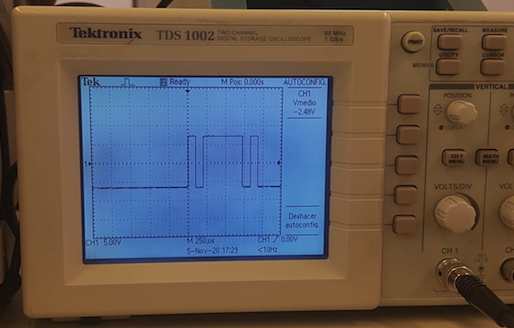 Tektronix TDS 1002 TWO CHANNEL DIGITAL STORAGE OSCILLOSCOPE 60 MHz 1 GS/s
Tek Ready M Pos: 0.000s AUTOCONFIG.
CH1
Vmedio
-2.48V
1
Deshacer
autoconfig.
CH1 5.00V M 250µs CH1 / 0.00V
5-Nov-20 17:29 <10Hz
PRINT
SAVE/RECALL MEASURE
UTILITY CURSOR
MENUS
VERTICAL
POSITION
CH 1 MENU MATH MENU
VOLTS/DIV
CH 1